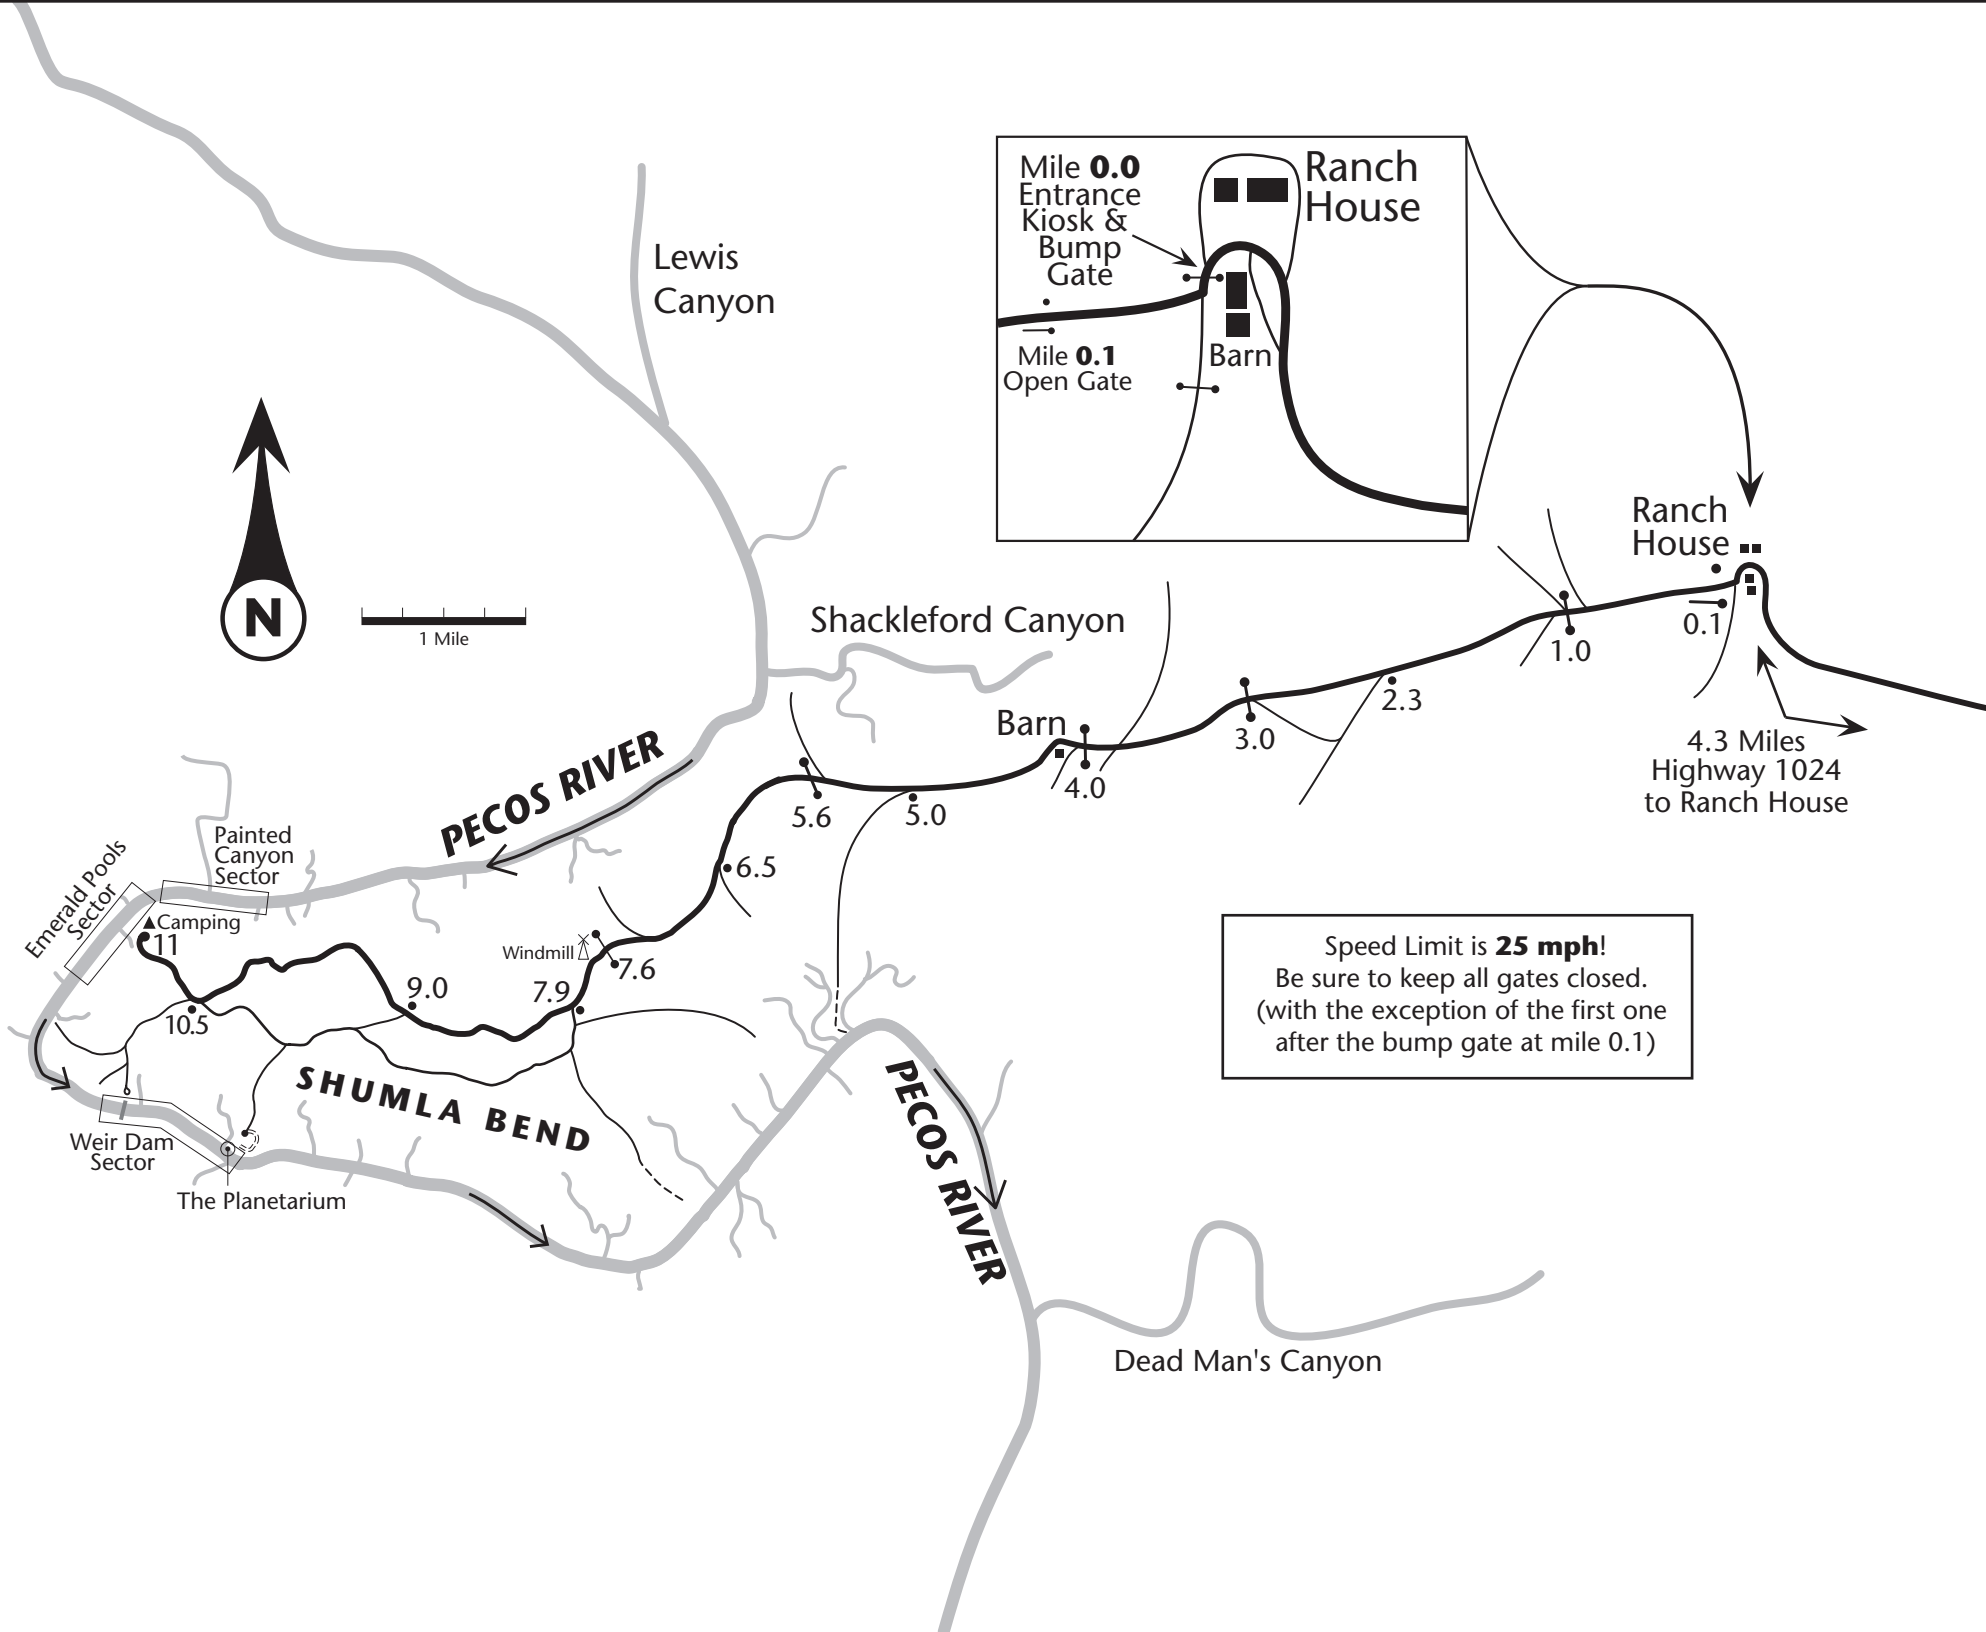 Mile 0.0
Entrance
Kiosk &
Bump
Gate
Ranch
House
Mile 0.1
Open Gate
Barn
Lewis
Canyon
N
1 Mile
Shackleford Canyon
Ranch
House
0.1
1.0
2.3
3.0
Barn
4.0
5.0
5.6
6.5
4.3 Miles
Highway 1024
to Ranch House
PECOS RIVER
Painted
Canyon
Sector
Emerald Pools
Sector
Camping
11
Windmill
7.6
7.9
9.0
10.5
Speed Limit is 25 mph!
Be sure to keep all gates closed.
(with the exception of the first one
after the bump gate at mile 0.1)
SHUMLA BEND
PECOS RIVER
Weir Dam
Sector
The Planetarium
Dead Man's Canyon